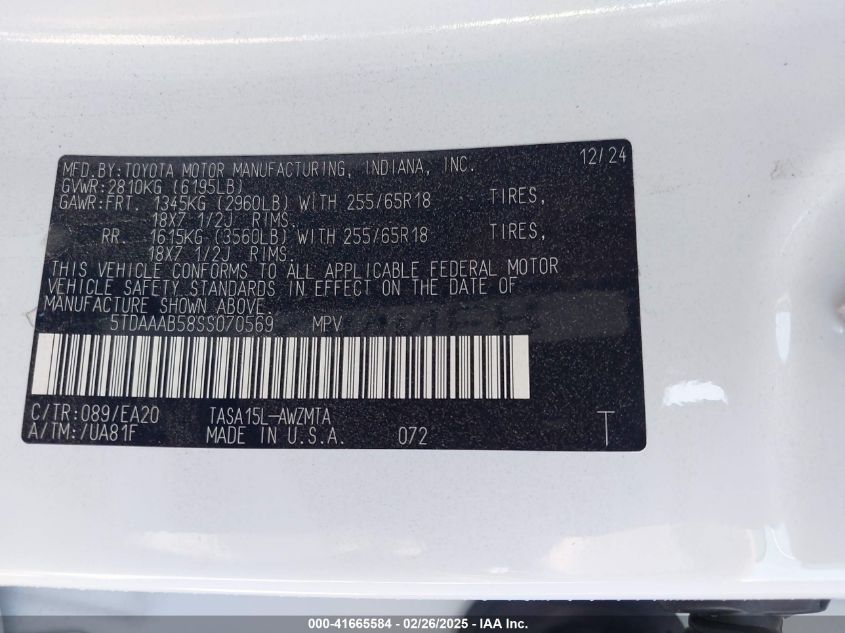 MFD.BY:TOYOTA MOTOR MANUFACTURING, INDIANA, INC. 12/24
GVWR:2810KG (6195LB)
GAWR:FRT. 1345KG (2960LB) WITH 255/65R18 TIRES,
18X7 1/2J RIMS.
RR. 1615KG (3560LB) WITH 255/65R18 TIRES,
18X7 1/2J RIMS.
THIS VEHICLE CONFORMS TO ALL APPLICABLE FEDERAL MOTOR
VEHICLE SAFETY STANDARDS IN EFFECT ON THE DATE OF
MANUFACTURE SHOWN ABOVE.
5TDAAAB58SS070569 MPV
C/TR:089/EA20 TASA15L-AWZMTA
A/TM:/UA81F MADE IN U.S.A. 072 T
000-41665584 | 02/26/2025 - IAA Inc.